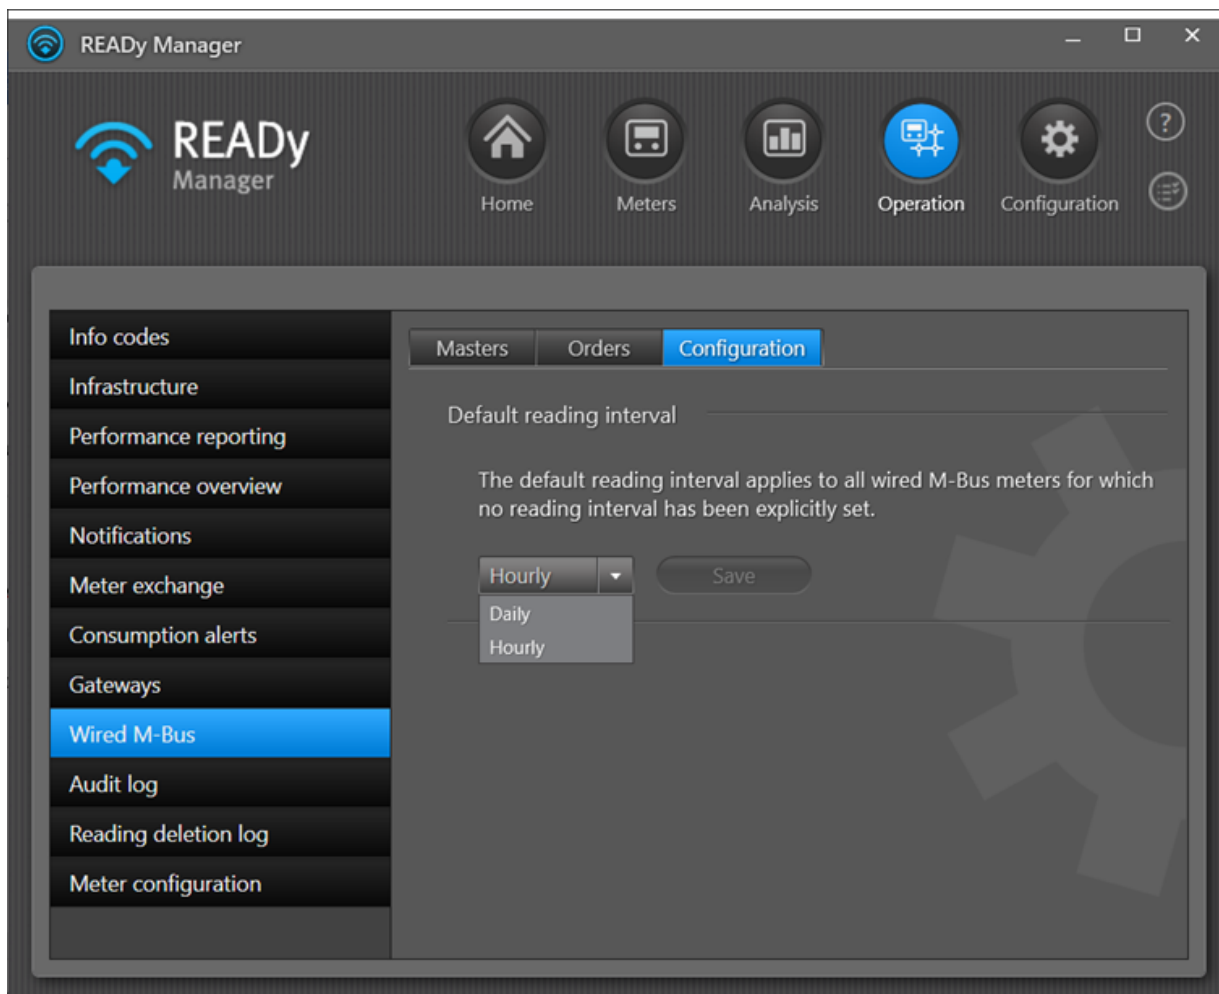 READy Manager
READy
Manager
Home
Meters
Analysis
Operation
Configuration
?
Info codes
Infrastructure
Performance reporting
Performance overview
Notifications
Meter exchange
Consumption alerts
Gateways
Wired M-Bus
Audit log
Reading deletion log
Meter configuration
Masters
Orders
Configuration
Default reading interval
The default reading interval applies to all wired M-Bus meters for which
no reading interval has been explicitly set.
Hourly
Save
Daily
Hourly